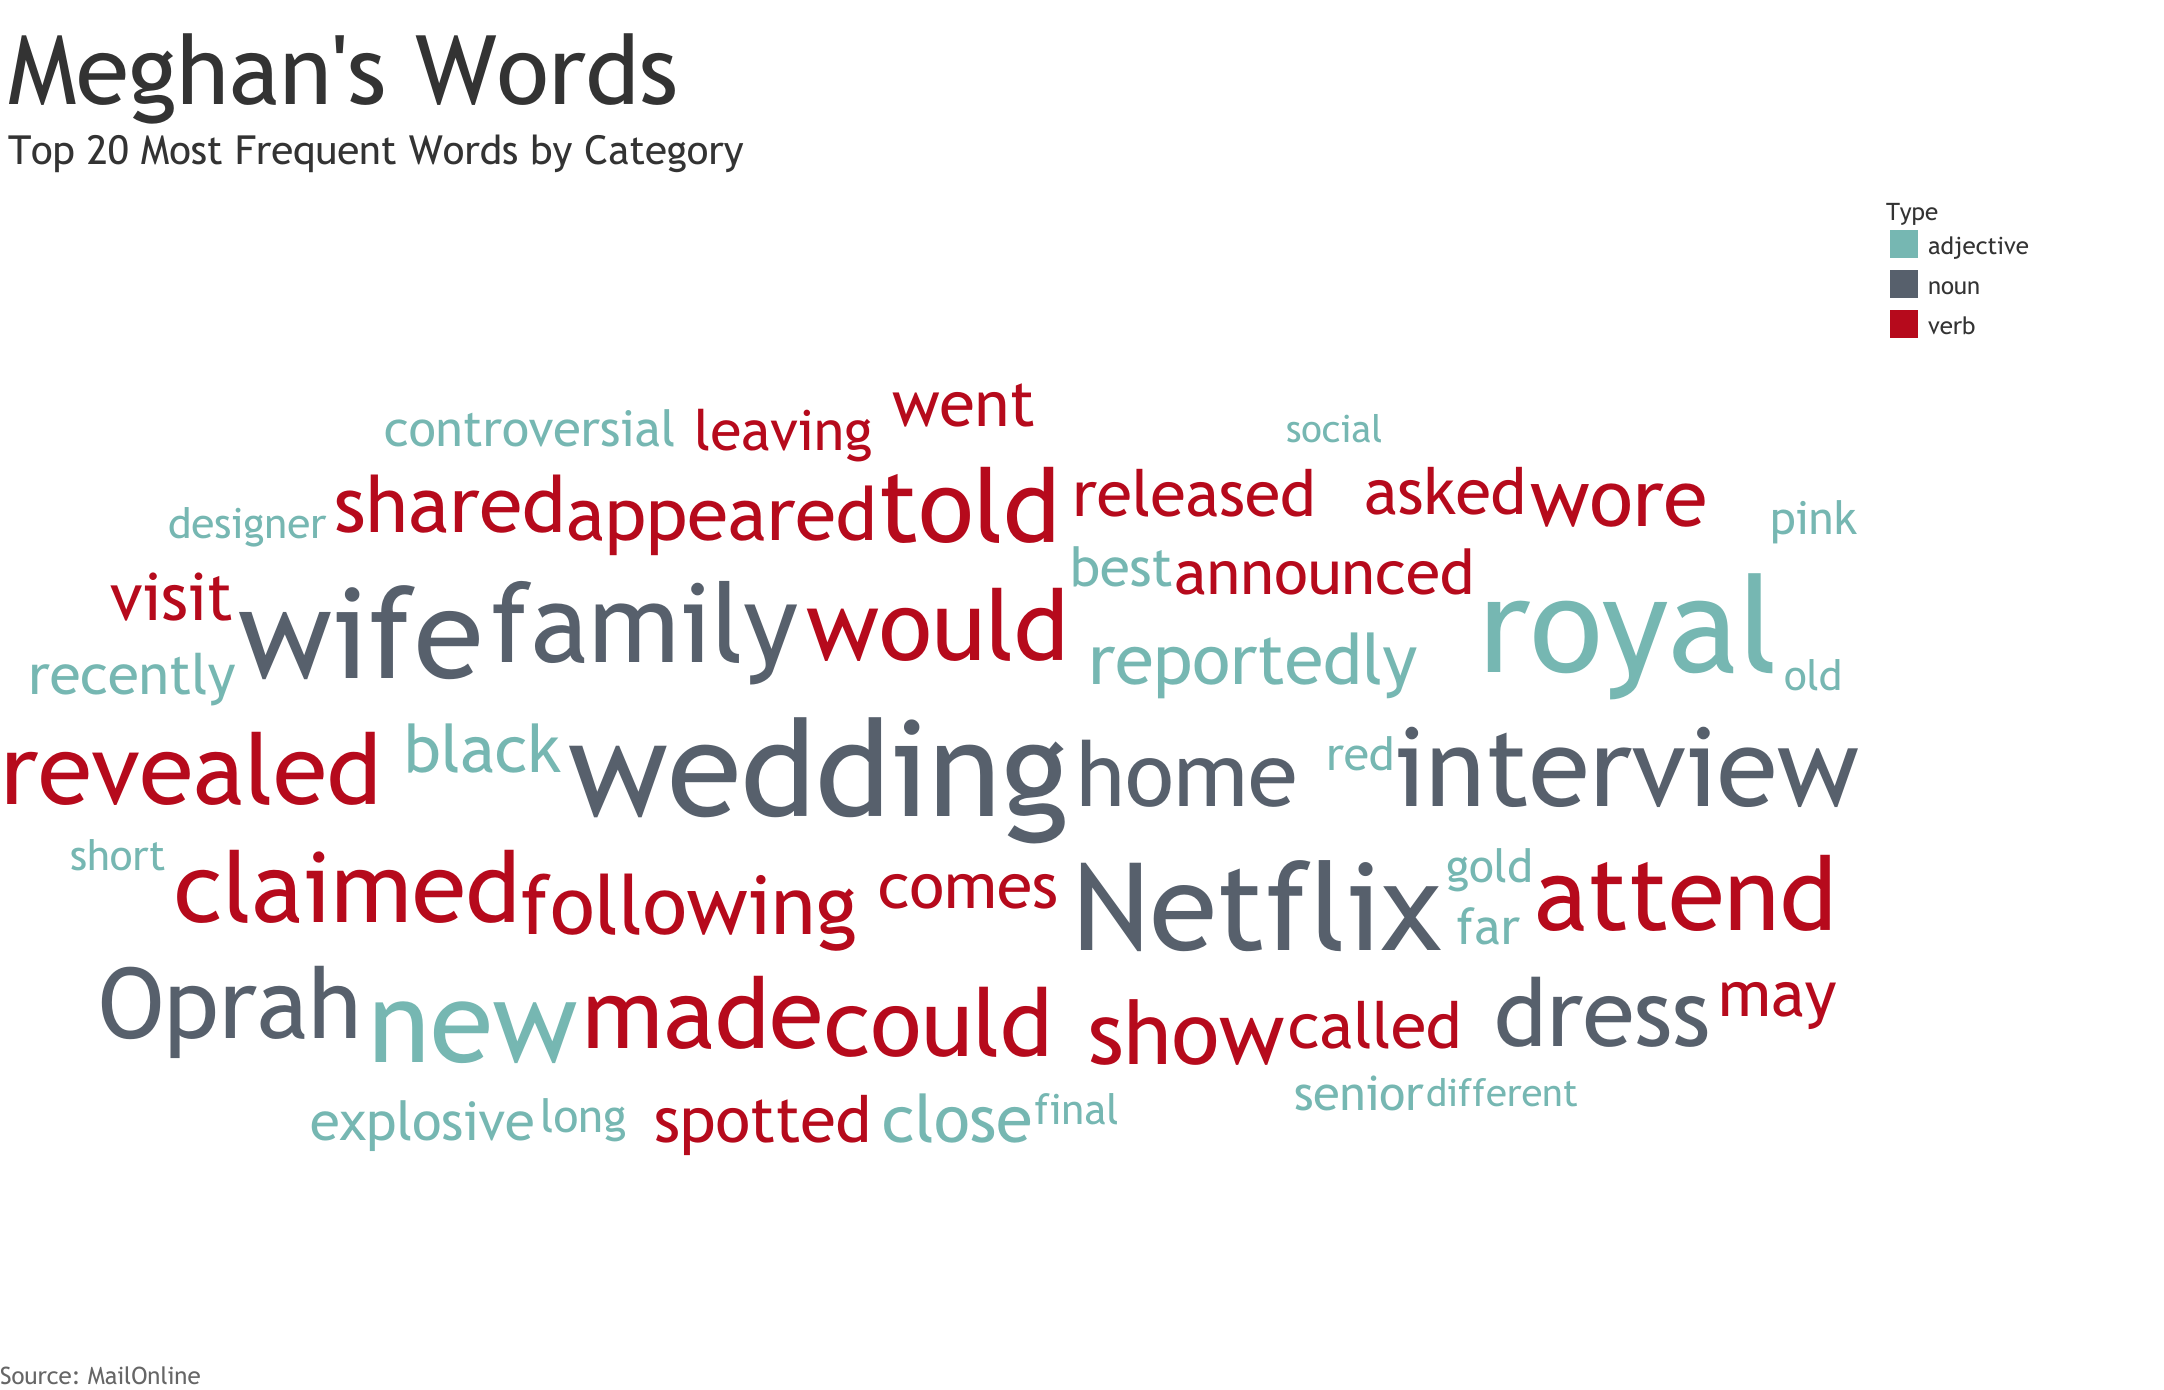 Meghan's Words
Top 20 Most Frequent Words by Category
Type
adjective
noun
verb
controversial leaving went social
designer shared appeared told released asked wore pink
visit wife family would best announced royal
recently reportedly old
revealed black wedding home red interview
short claimed following comes Netflix gold attend
far
Oprah new made could show called dress may
explosive long spotted close final senior different
Source: MailOnline